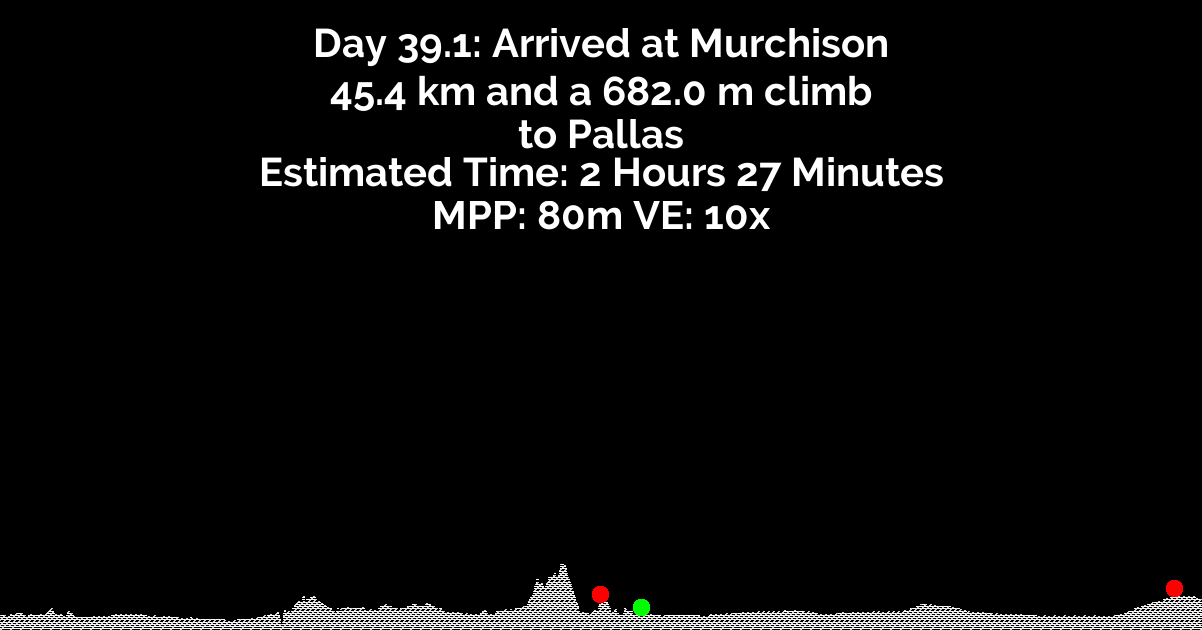 Day 39.1: Arrived at Murchison
45.4 km and a 682.0 m climb
to Pallas
Estimated Time: 2 Hours 27 Minutes
MPP: 80m VE: 10x